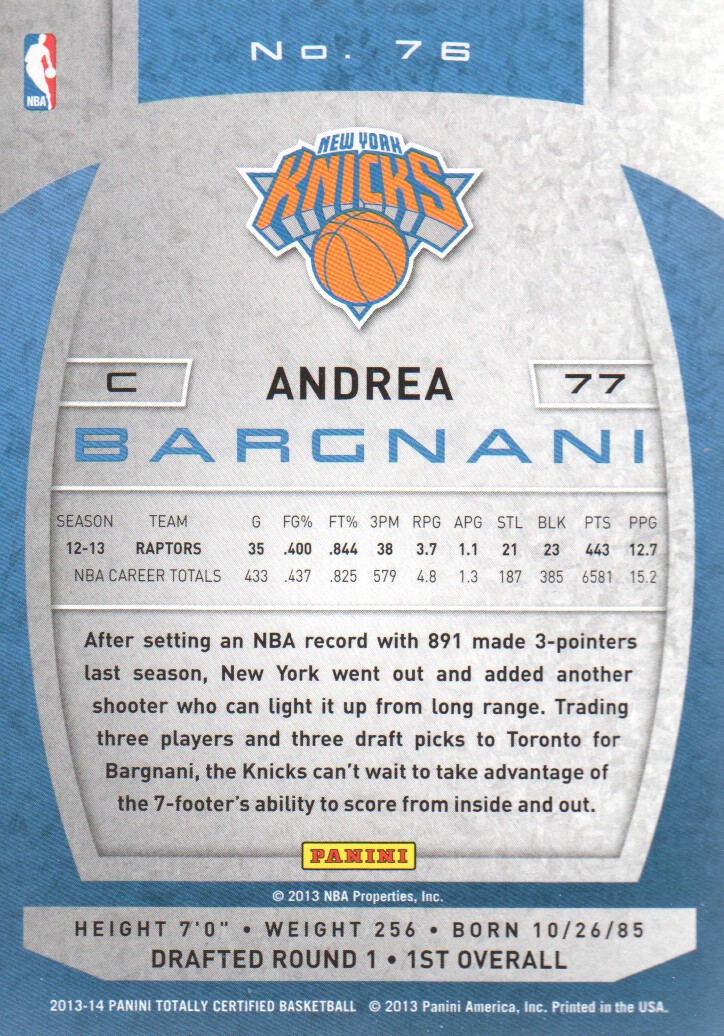 No. 76
NBA
NEW YORK
KNICKS
C ANDREA 77
BARGNANI
SEASON TEAM G FG% FT% 3PM RPG APG STL BLK PTS PPG
12-13 RAPTORS 35 .400 .844 38 3.7 1.1 21 23 443 12.7
NBA CAREER TOTALS 433 .437 .825 579 4.8 1.3 187 385 6581 15.2
After setting an NBA record with 891 made 3-pointers
last season, New York went out and added another
shooter who can light it up from long range. Trading
three players and three draft picks to Toronto for
Bargnani, the Knicks can't wait to take advantage of
the 7-footer's ability to score from inside and out.
PANINI
© 2013 NBA Properties, Inc.
HEIGHT 7'0" • WEIGHT 256 • BORN 10/26/85
DRAFTED ROUND 1 • 1ST OVERALL
2013-14 PANINI TOTALLY CERTIFIED BASKETBALL © 2013 Panini America, Inc. Printed in the USA.